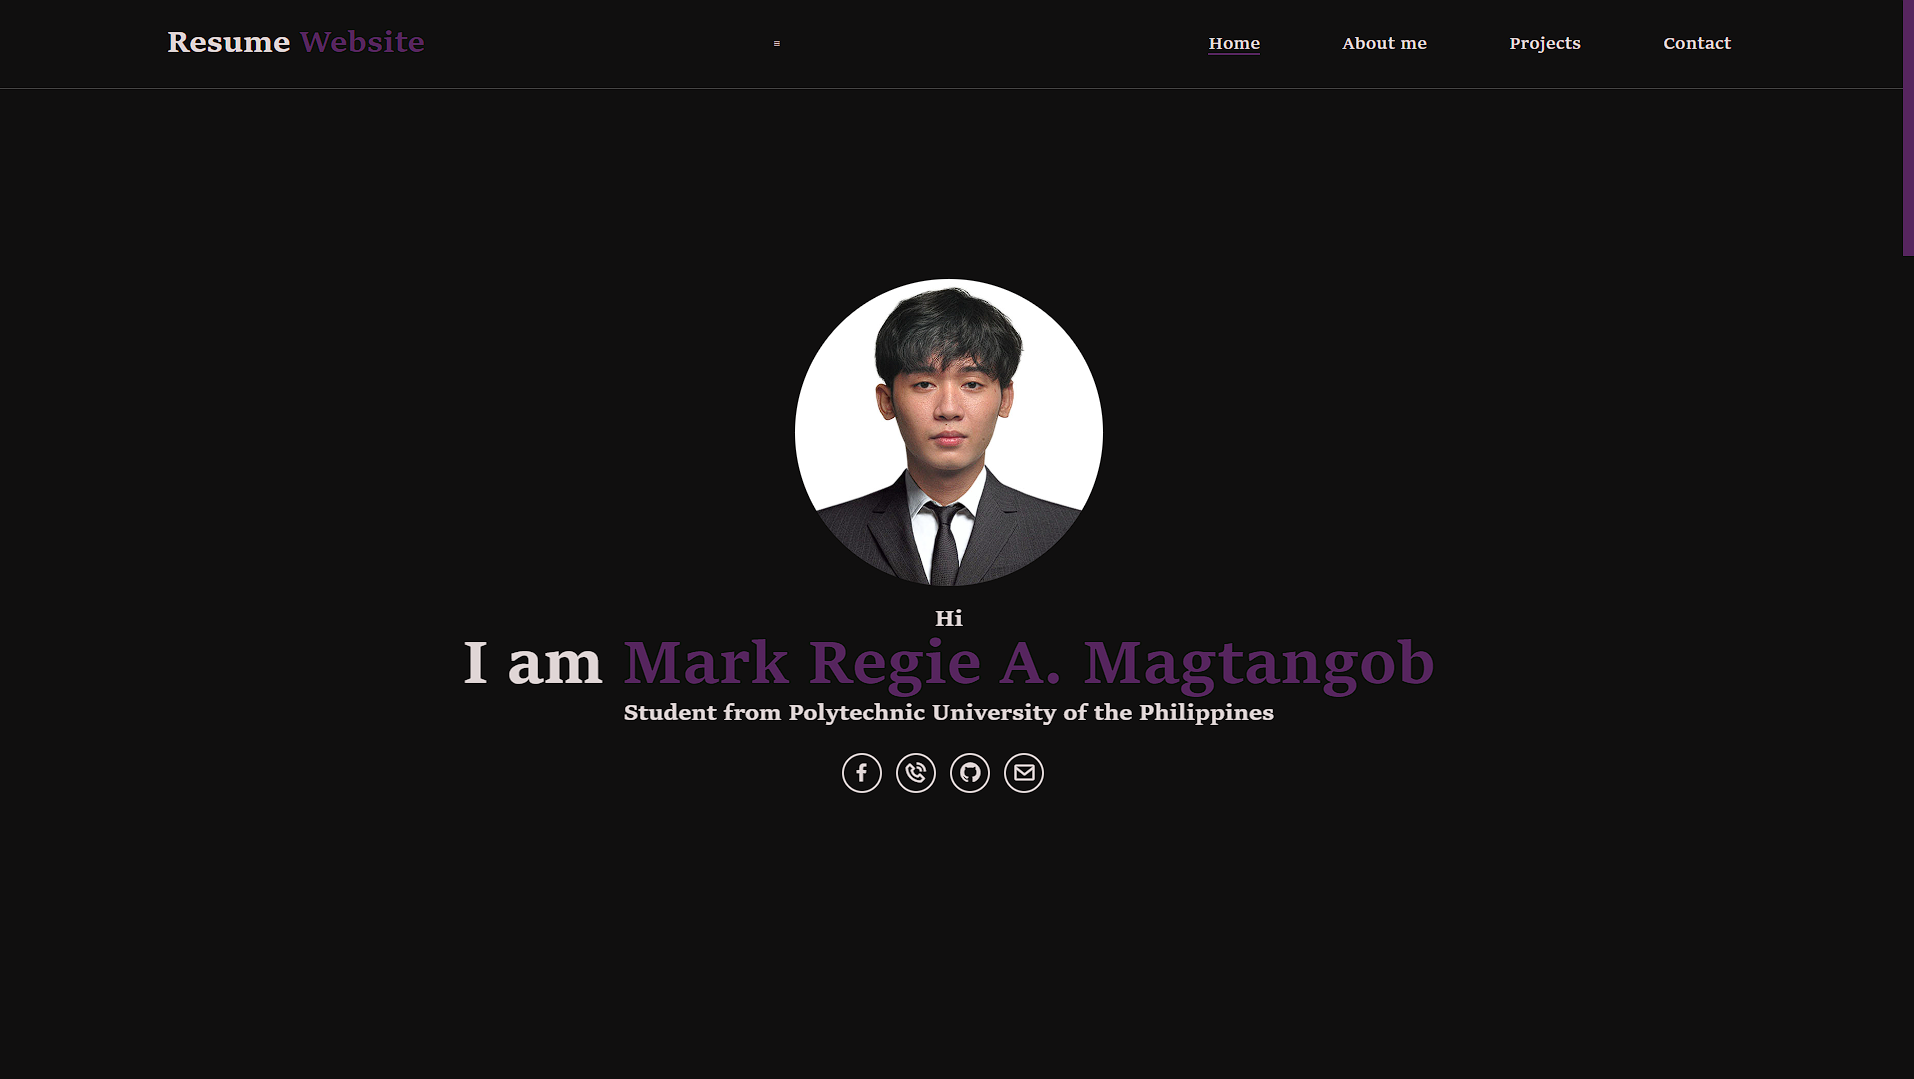 Resume Website
≡
Home
About me
Projects
Contact
Hi
I am Mark Regie A. Magtangob
Student from Polytechnic University of the Philippines